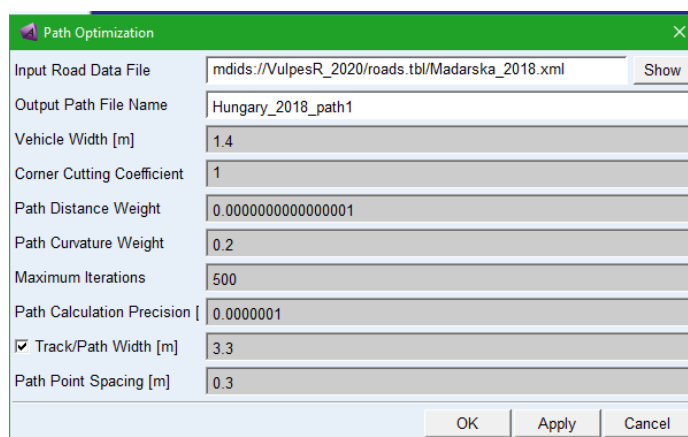 Path Optimization
Input Road Data File mdids://VulpesR_2020/roads.tbl/Madarska_2018.xml Show
Output Path File Name Hungary_2018_path1
Vehicle Width [m] 1.4
Corner Cutting Coefficient 1
Path Distance Weight 0.0000000000000001
Path Curvature Weight 0.2
Maximum Iterations 500
Path Calculation Precision [ 0.0000001
Track/Path Width [m] 3.3
Path Point Spacing [m] 0.3
OK Apply Cancel